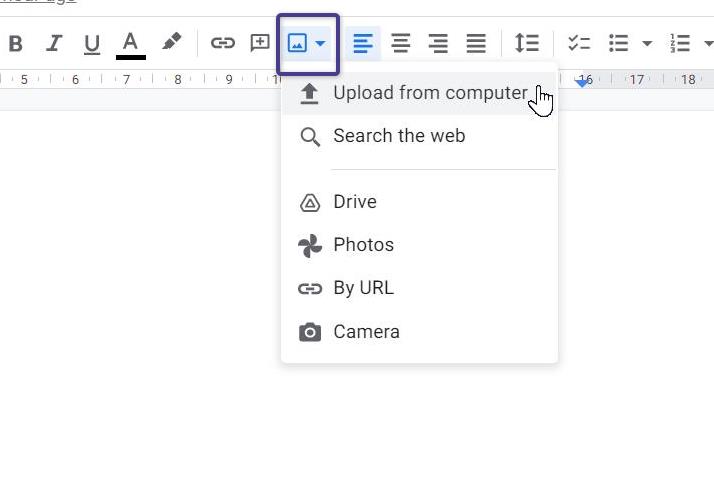 B I U A
5 6 7 8 9 16 17 18
Upload from computer
Search the web
Drive
Photos
By URL
Camera